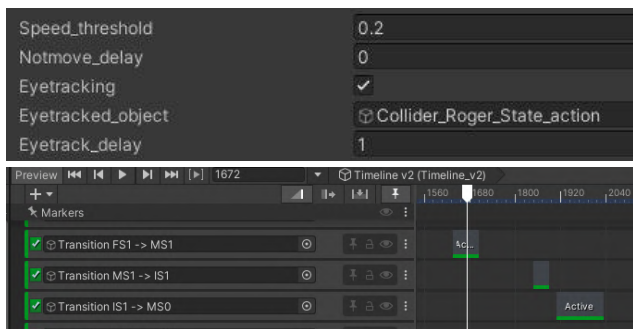 Speed_threshold 0.2
Notmove_delay 0
Eyetracking
Eyetracked_object Collider_Roger_State_action
Eyetrack_delay 1
Preview 1672 Timeline v2 (Timeline_v2)
1560 1680 1800 1920 2040
Markers
Transition FS1 -> MS1 Ac...
Transition MS1 -> IS1
Transition IS1 -> MS0 Active